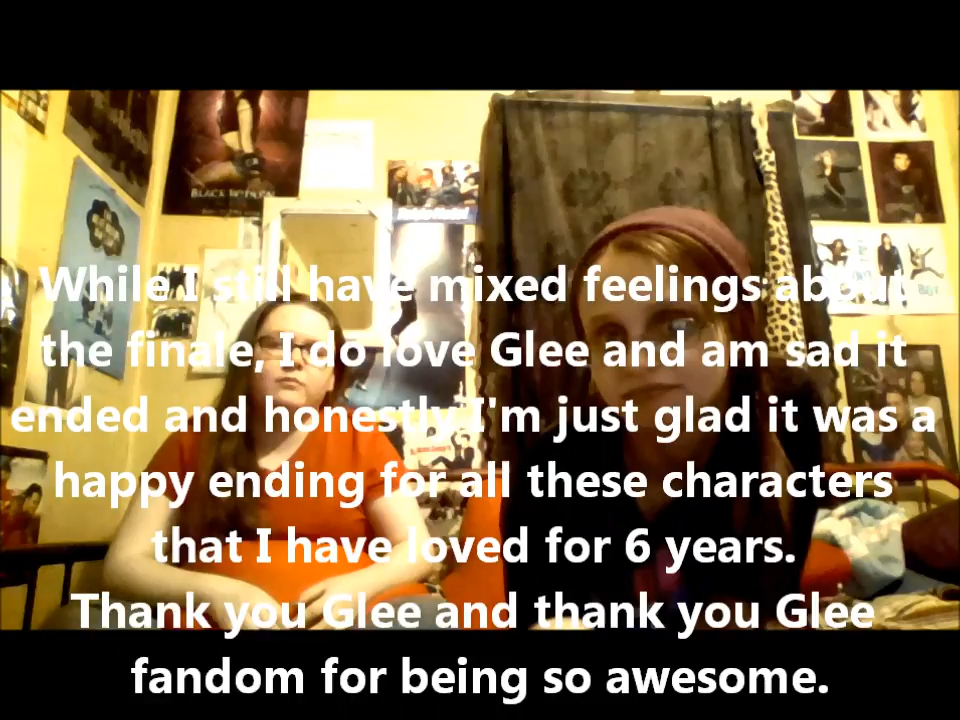 BLACK WIDOW
While I still have mixed feelings about
the finale, I do love Glee and am sad it
ended and honestly I'm just glad it was a
happy ending for all these characters
that I have loved for 6 years.
Thank you Glee and thank you Glee
fandom for being so awesome.